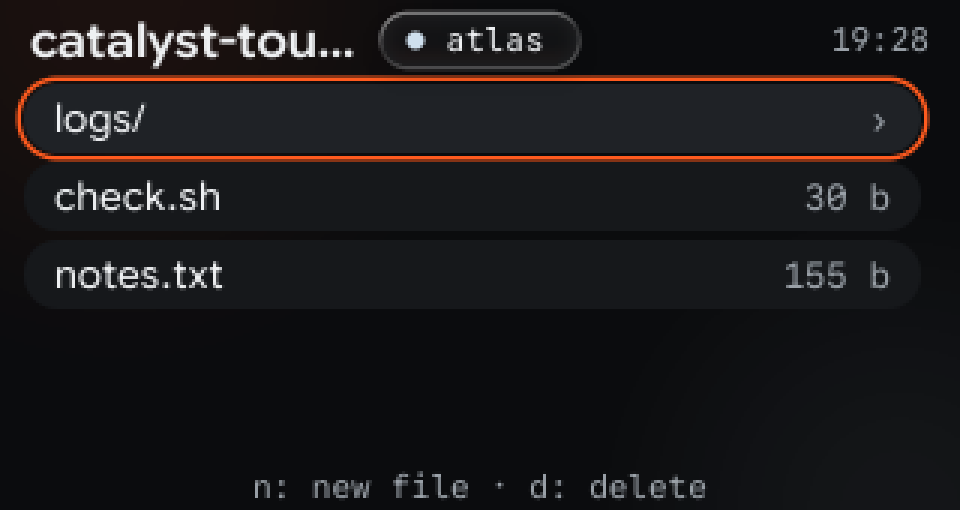 catalyst-tou... atlas 19:28
logs/ ›
check.sh 30 b
notes.txt 155 b
n: new file · d: delete